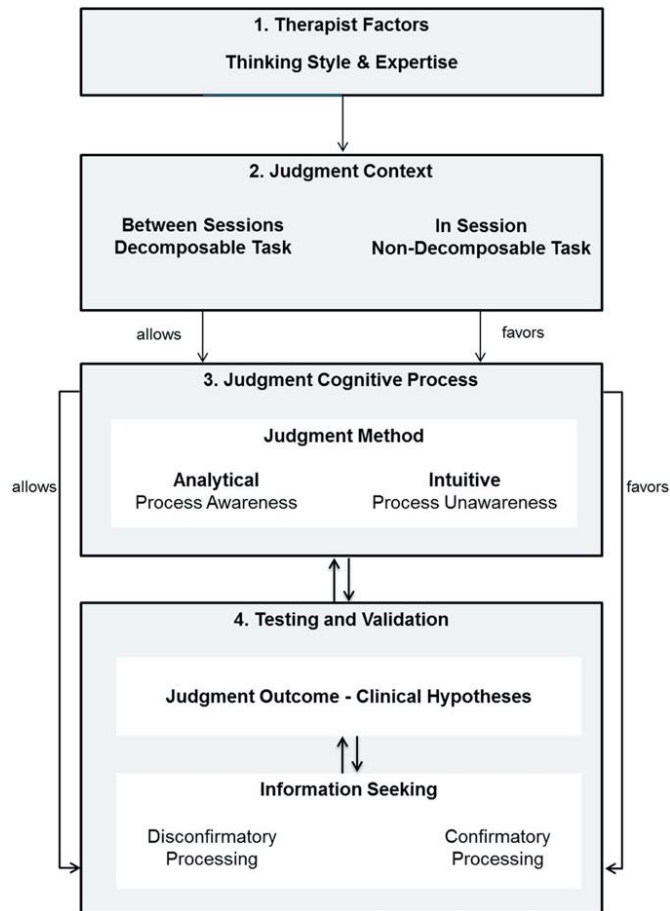 1. Therapist Factors
Thinking Style & Expertise
2. Judgment Context
Between Sessions
Decomposable Task
In Session
Non-Decomposable Task
allows
favors
3. Judgment Cognitive Process
Judgment Method
Analytical
Process Awareness
Intuitive
Process Unawareness
allows
favors
4. Testing and Validation
Judgment Outcome - Clinical Hypotheses
Information Seeking
Disconfirmatory
Processing
Confirmatory
Processing